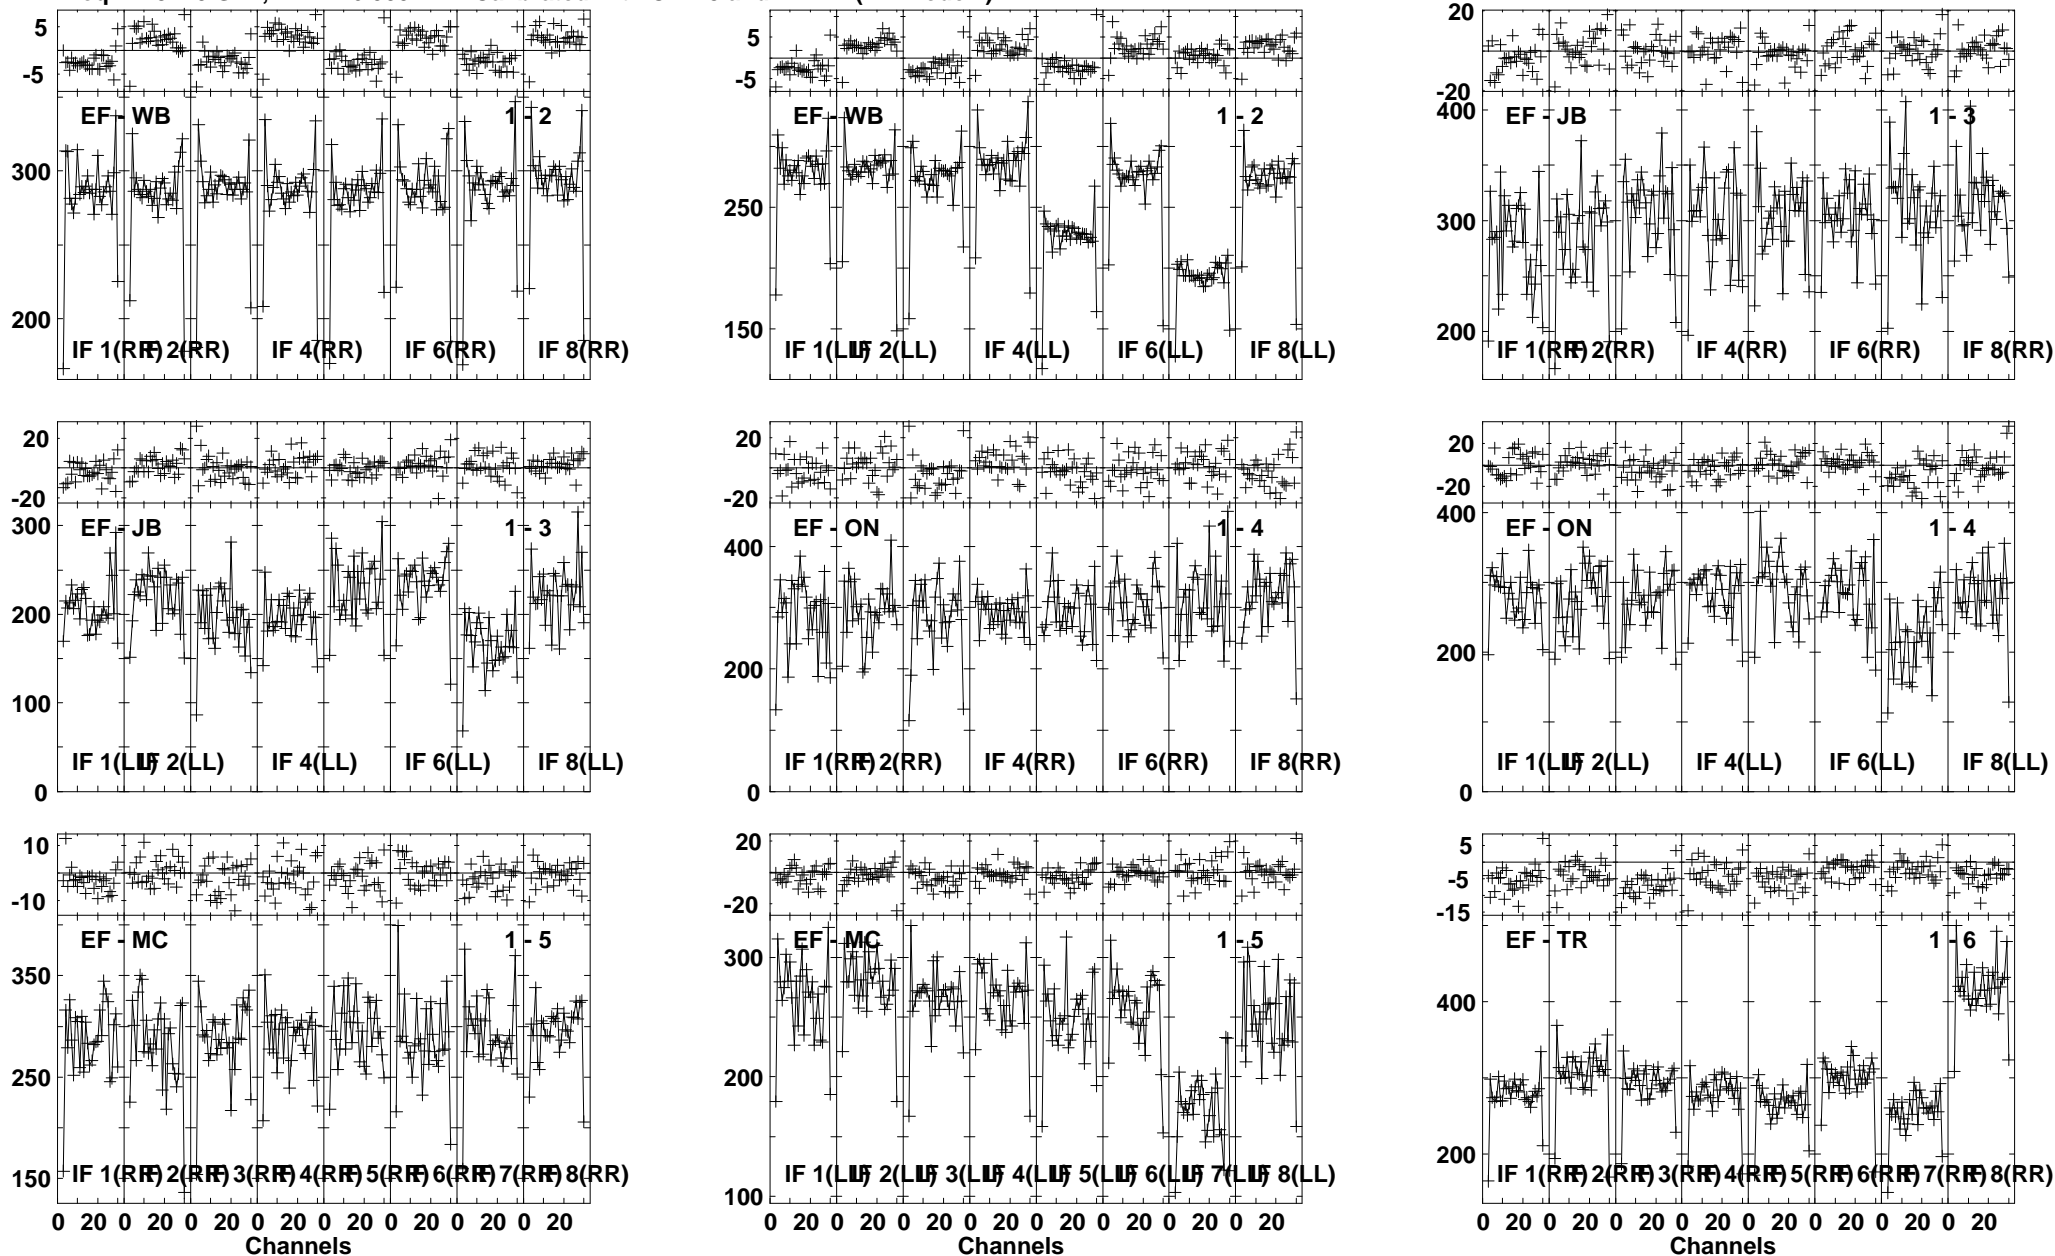 5
-5
EF - WB
1 - 2
300
200
IF 1(RR) IF 2(RR) IF 4(RR) IF 6(RR) IF 8(RR)
5
-5
EF - WB
1 - 2
250
150
IF 1(LL) IF 2(LL) IF 4(LL) IF 6(LL) IF 8(LL)
20
-20
EF - JB
1 - 3
400
300
200
IF 1(RR) IF 2(RR) IF 4(RR) IF 6(RR) IF 8(RR)
20
-20
EF - JB
1 - 3
300
200
100
0
IF 1(LL) IF 2(LL) IF 4(LL) IF 6(LL) IF 8(LL)
20
-20
EF - ON
1 - 4
400
200
0
IF 1(RR) IF 2(RR) IF 4(RR) IF 6(RR) IF 8(RR)
20
-20
EF - ON
1 - 4
400
200
0
IF 1(LL) IF 2(LL) IF 4(LL) IF 6(LL) IF 8(LL)
10
-10
EF - MC
1 - 5
350
250
150
IF 1(RR) IF 2(RR) IF 3(RR) IF 4(RR) IF 5(RR) IF 6(RR) IF 7(RR) IF 8(RR)
0 20 0 20 0 20 0 20 0 20 0 20 0 20 0 20
Channels
20
-20
EF - MC
1 - 5
300
200
100
IF 1(LL) IF 2(LL) IF 3(LL) IF 4(LL) IF 5(LL) IF 6(LL) IF 7(LL) IF 8(LL)
0 20 0 20 0 20 0 20 0 20 0 20 0 20 0 20
Channels
5
-5
-15
EF - TR
1 - 6
400
200
IF 1(RR) IF 2(RR) IF 3(RR) IF 4(RR) IF 5(RR) IF 6(RR) IF 7(RR) IF 8(RR)
0 20 0 20 0 20 0 20 0 20 0 20 0 20 0 20
Channels